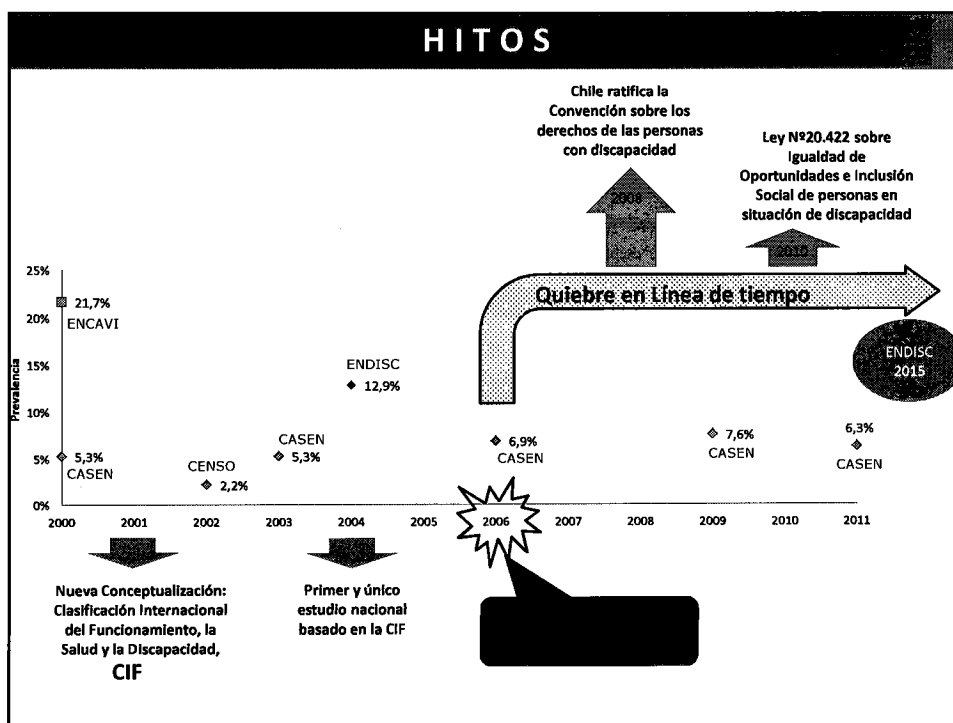 HITOS
Chile ratifica la
Convención sobre los
derechos de las personas
con discapacidad
Ley Nº20.422 sobre
Igualdad de
Oportunidades e Inclusión
Social de personas en
situación de discapacidad
2008
2010
Quiebre en Línea de tiempo
ENDISC
2015
Prevalencia
25%
20%
15%
10%
5%
0%
21,7%
ENCAVI
5,3%
CASEN
CENSO
2,2%
CASEN
5,3%
ENDISC
12,9%
6,9%
CASEN
7,6%
CASEN
6,3%
CASEN
2000 2001 2002 2003 2004 2005 2006 2007 2008 2009 2010 2011
Nueva Conceptualización:
Clasificación Internacional
del Funcionamiento, la
Salud y la Discapacidad,
CIF
Primer y único
estudio nacional
basado en la CIF